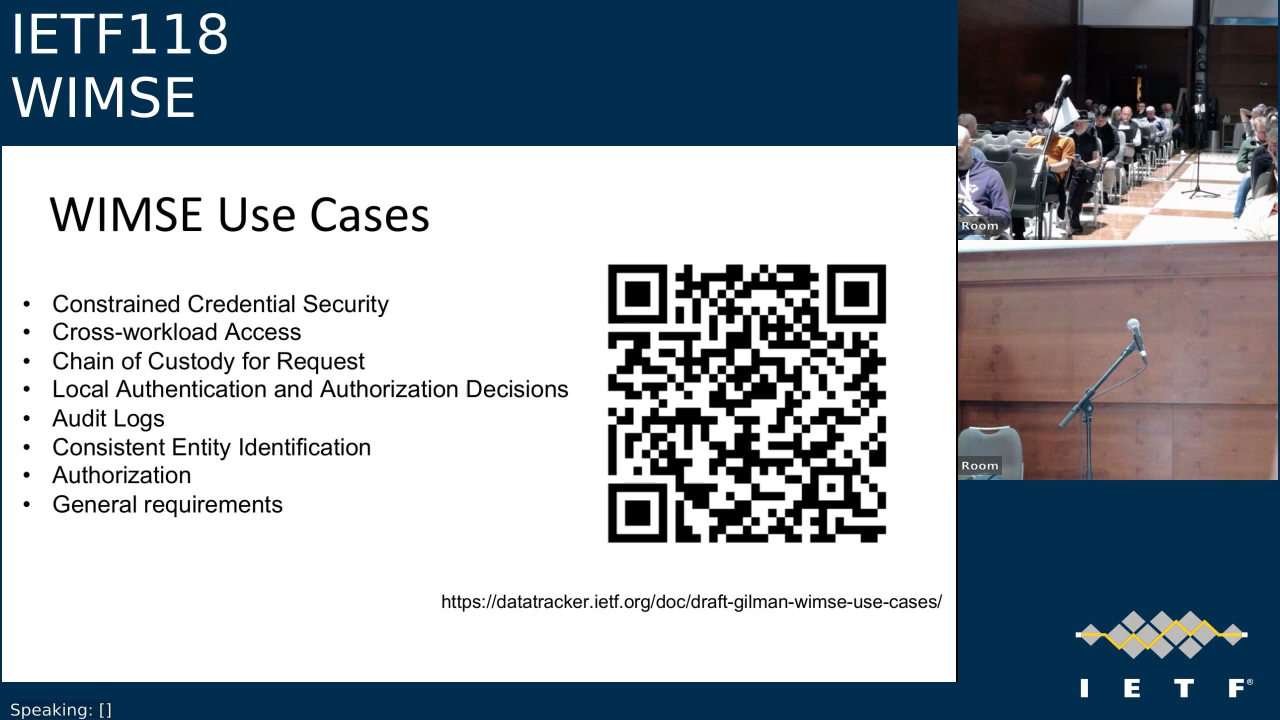 IETF118
WIMSE
WIMSE Use Cases
• Constrained Credential Security
• Cross-workload Access
• Chain of Custody for Request
• Local Authentication and Authorization Decisions
• Audit Logs
• Consistent Entity Identification
• Authorization
• General requirements
https://datatracker.ietf.org/doc/draft-gilman-wimse-use-cases/
Room
Room
I E T F®
Speaking: []